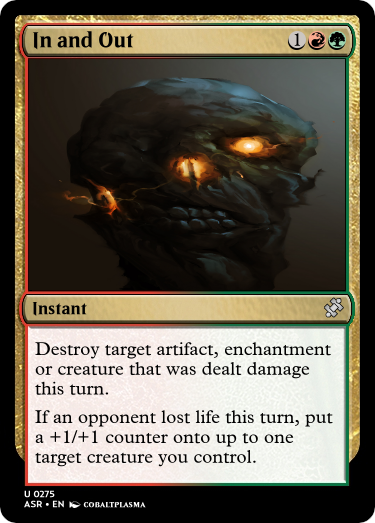 In and Out
1
Instant
Destroy target artifact, enchantment
or creature that was dealt damage
this turn.
If an opponent lost life this turn, put
a +1/+1 counter onto up to one
target creature you control.
U 0275
ASR • EN COBALTPLASMA